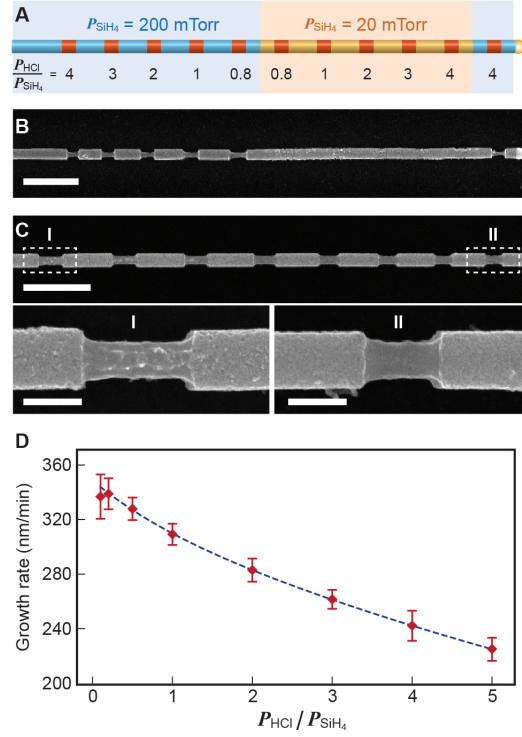 A
P_SiH₄ = 200 mTorr
P_SiH₄ = 20 mTorr
P_HCl / P_SiH₄ = 4 3 2 1 0.8 0.8 1 2 3 4 4
B
C
I
II
I
II
D
360
320
280
240
200
Growth rate (nm/min)
0 1 2 3 4 5
P_HCl / P_SiH₄